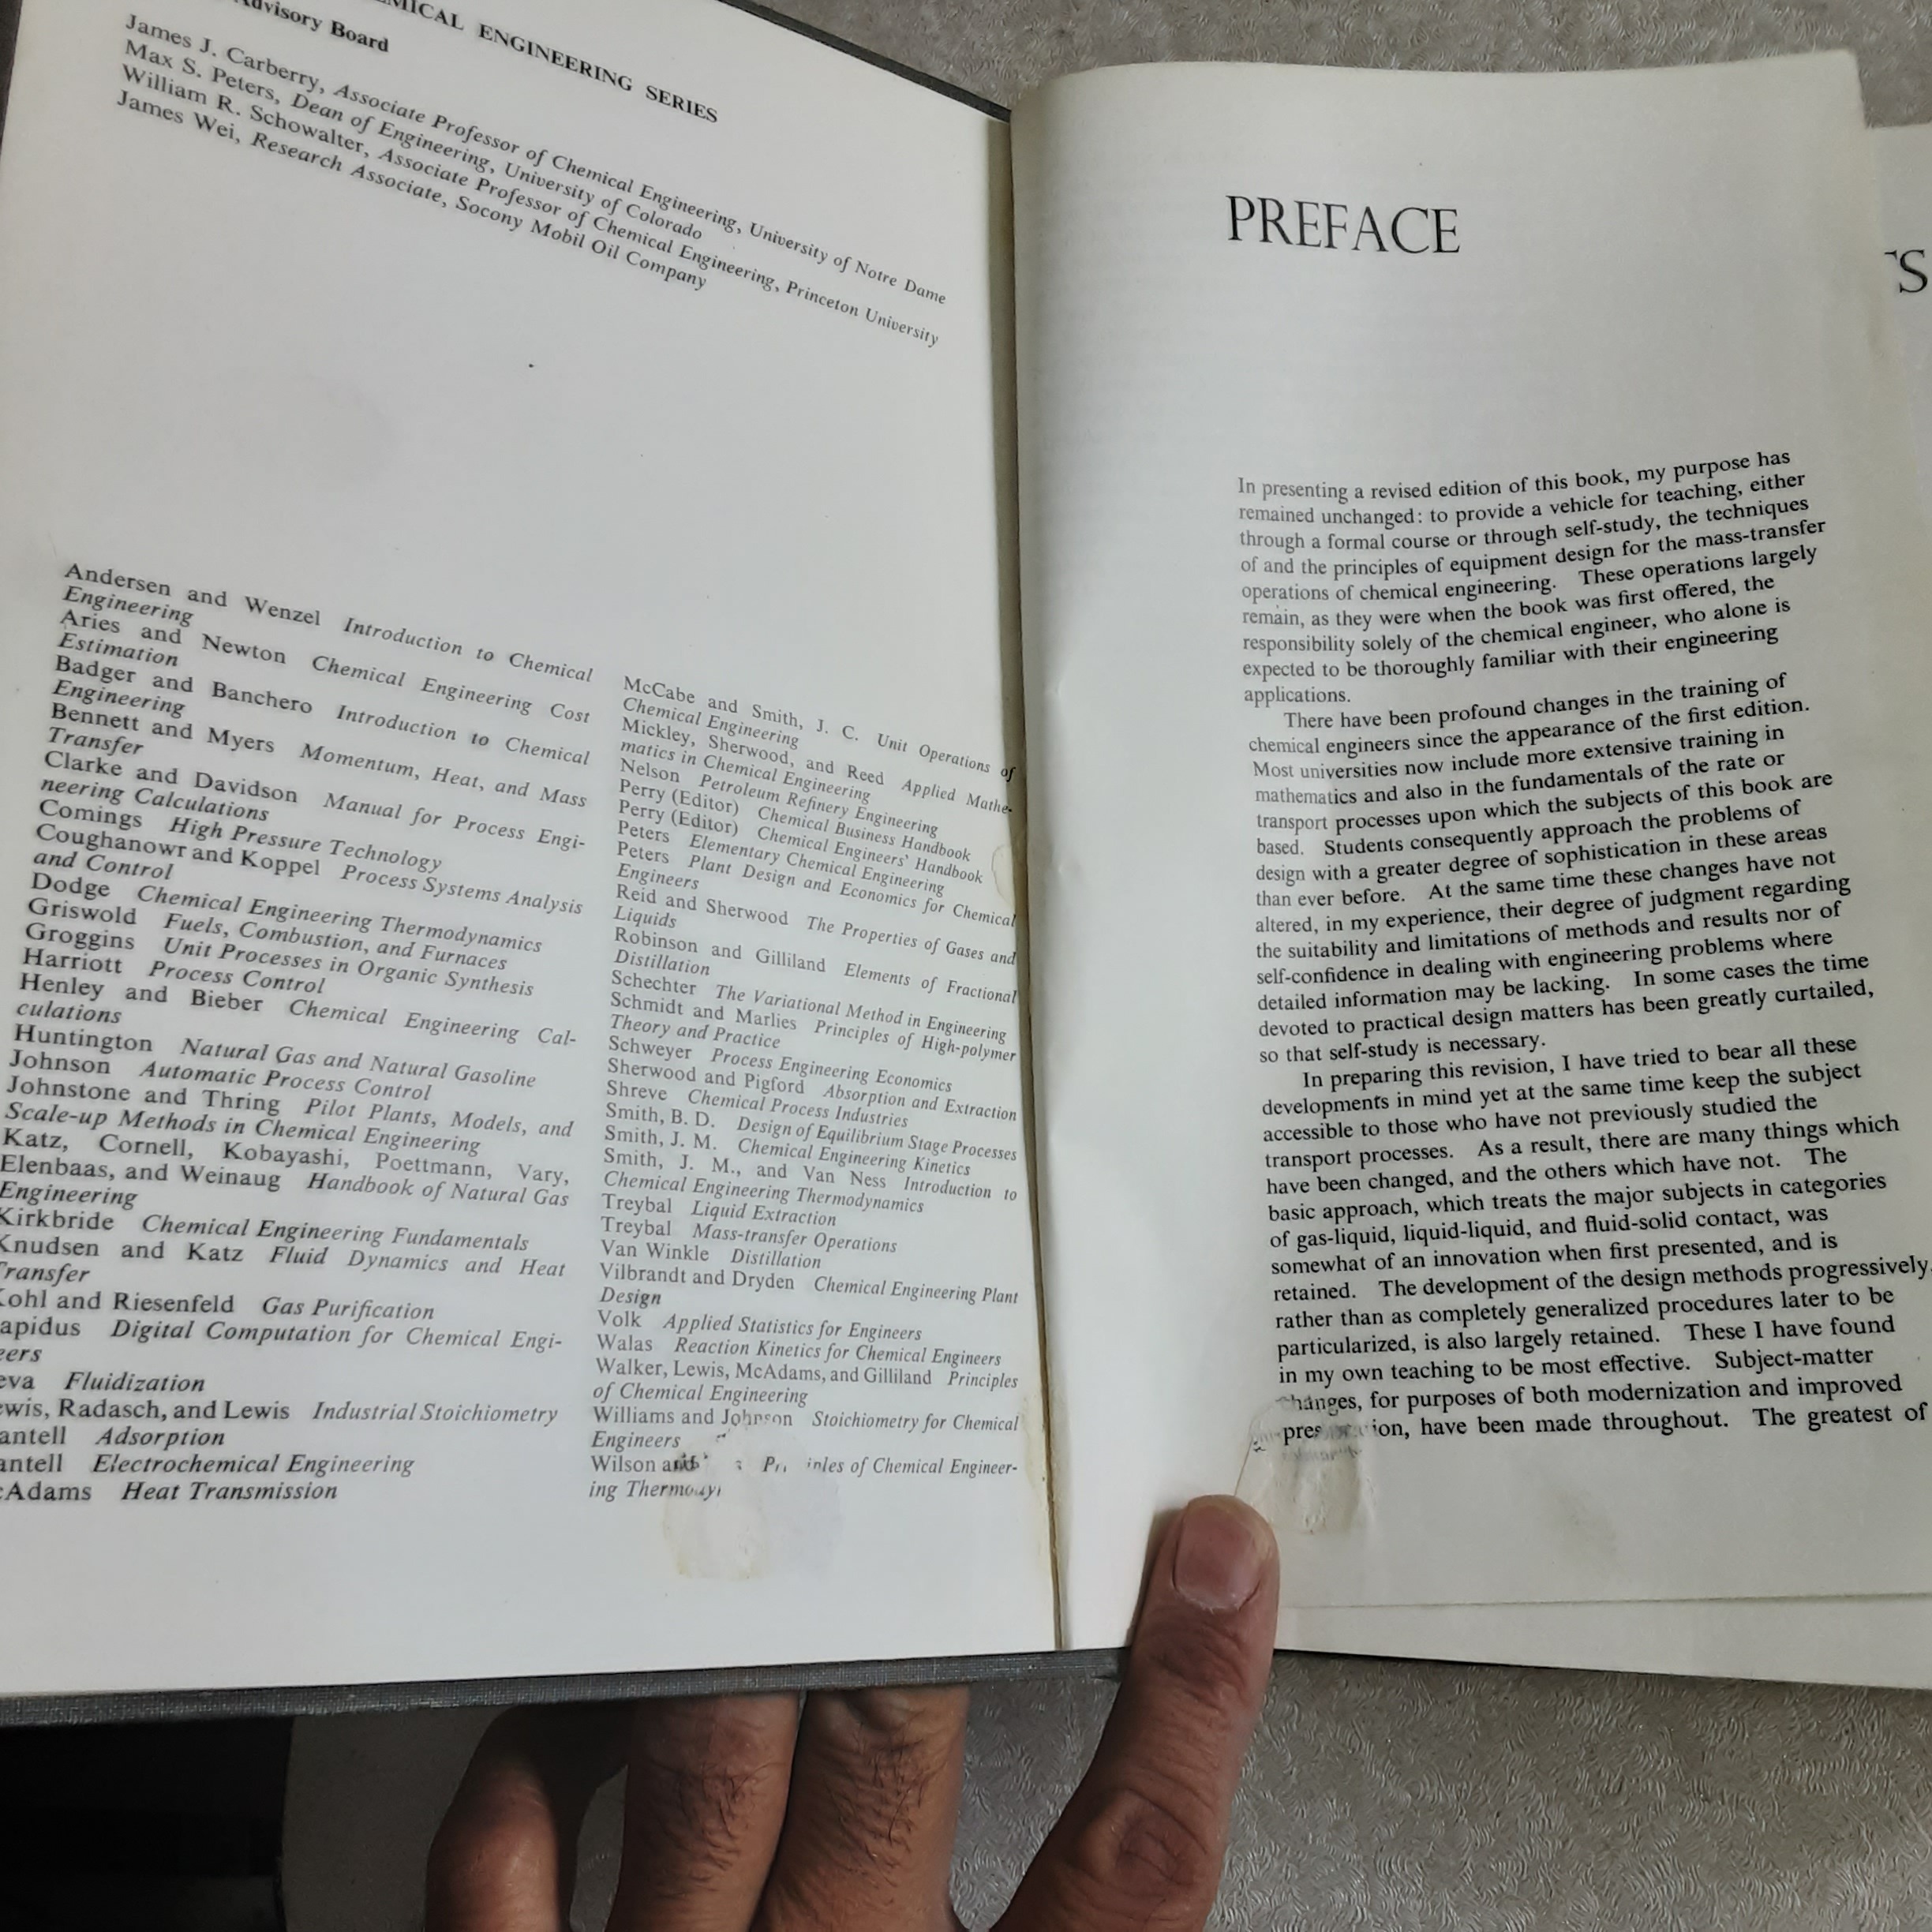 CHEMICAL ENGINEERING SERIES
Advisory Board
James J. Carberry, Associate Professor of Chemical Engineering, University of Notre Dame
Max S. Peters, Dean of Engineering, University of Colorado
William R. Schowalter, Associate Professor of Chemical Engineering, Princeton University
James Wei, Research Associate, Socony Mobil Oil Company
Andersen and Wenzel Introduction to Chemical
Engineering
Aries and Newton Chemical Engineering Cost
Estimation
Badger and Banchero Introduction to Chemical
Engineering
Bennett and Myers Momentum, Heat, and Mass
Transfer
Clarke and Davidson Manual for Process Engi-
neering Calculations
Comings High Pressure Technology
Coughanowr and Koppel Process Systems Analysis
and Control
Dodge Chemical Engineering Thermodynamics
Griswold Fuels, Combustion, and Furnaces
Groggins Unit Processes in Organic Synthesis
Harriott Process Control
Henley and Bieber Chemical Engineering Cal-
culations
Huntington Natural Gas and Natural Gasoline
Johnson Automatic Process Control
Johnstone and Thring Pilot Plants, Models, and
Scale-up Methods in Chemical Engineering
Katz, Cornell, Kobayashi, Poettmann, Vary,
Elenbaas, and Weinaug Handbook of Natural Gas
Engineering
Kirkbride Chemical Engineering Fundamentals
Knudsen and Katz Fluid Dynamics and Heat
Transfer
Kohl and Riesenfeld Gas Purification
apidus Digital Computation for Chemical Engi-
eers
eva Fluidization
ewis, Radasch, and Lewis Industrial Stoichiometry
antell Adsorption
antell Electrochemical Engineering
cAdams Heat Transmission
McCabe and Smith, J. C. Unit Operations of
Chemical Engineering
Mickley, Sherwood, and Reed Applied Mathe-
matics in Chemical Engineering
Nelson Petroleum Refinery Engineering
Perry (Editor) Chemical Business Handbook
Perry (Editor) Chemical Engineers' Handbook
Peters Elementary Chemical Engineering
Peters Plant Design and Economics for Chemical
Engineers
Reid and Sherwood The Properties of Gases and
Liquids
Robinson and Gilliland Elements of Fractional
Distillation
Schechter The Variational Method in Engineering
Schmidt and Marlies Principles of High-polymer
Theory and Practice
Schweyer Process Engineering Economics
Sherwood and Pigford Absorption and Extraction
Shreve Chemical Process Industries
Smith, B. D. Design of Equilibrium Stage Processes
Smith, J. M. Chemical Engineering Kinetics
Smith, J. M., and Van Ness Introduction to
Chemical Engineering Thermodynamics
Treybal Liquid Extraction
Treybal Mass-transfer Operations
Van Winkle Distillation
Vilbrandt and Dryden Chemical Engineering Plant
Design
Volk Applied Statistics for Engineers
Walas Reaction Kinetics for Chemical Engineers
Walker, Lewis, McAdams, and Gilliland Principles
of Chemical Engineering
Williams and Johnson Stoichiometry for Chemical
Engineers
Wilson and of Chemical Engineer-
ing
PREFACE
In presenting a revised edition of this book, my purpose has
remained unchanged: to provide a vehicle for teaching, either
through a formal course or through self-study, the techniques
of and the principles of equipment design for the mass-transfer
operations of chemical engineering. These operations largely
remain, as they were when the book was first offered, the
responsibility solely of the chemical engineer, who alone is
expected to be thoroughly familiar with their engineering
applications.
There have been profound changes in the training of
chemical engineers since the appearance of the first edition.
Most universities now include more extensive training in
mathematics and also in the fundamentals of the rate or
transport processes upon which the subjects of this book are
based. Students consequently approach the problems of
design with a greater degree of sophistication in these areas
than ever before. At the same time these changes have not
altered, in my experience, their degree of judgment regarding
the suitability and limitations of methods and results nor of
self-confidence in dealing with engineering problems where
detailed information may be lacking. In some cases the time
devoted to practical design matters has been greatly curtailed,
so that self-study is necessary.
In preparing this revision, I have tried to bear all these
developments in mind yet at the same time keep the subject
accessible to those who have not previously studied the
transport processes. As a result, there are many things which
have been changed, and the others which have not. The
basic approach, which treats the major subjects in categories
of gas-liquid, liquid-liquid, and fluid-solid contact, was
somewhat of an innovation when first presented, and is
retained. The development of the design methods progressively,
rather than as completely generalized procedures later to be
particularized, is also largely retained. These I have found
in my own teaching to be most effective. Subject-matter
changes, for purposes of both modernization and improved
have been made throughout. The greatest of
TS